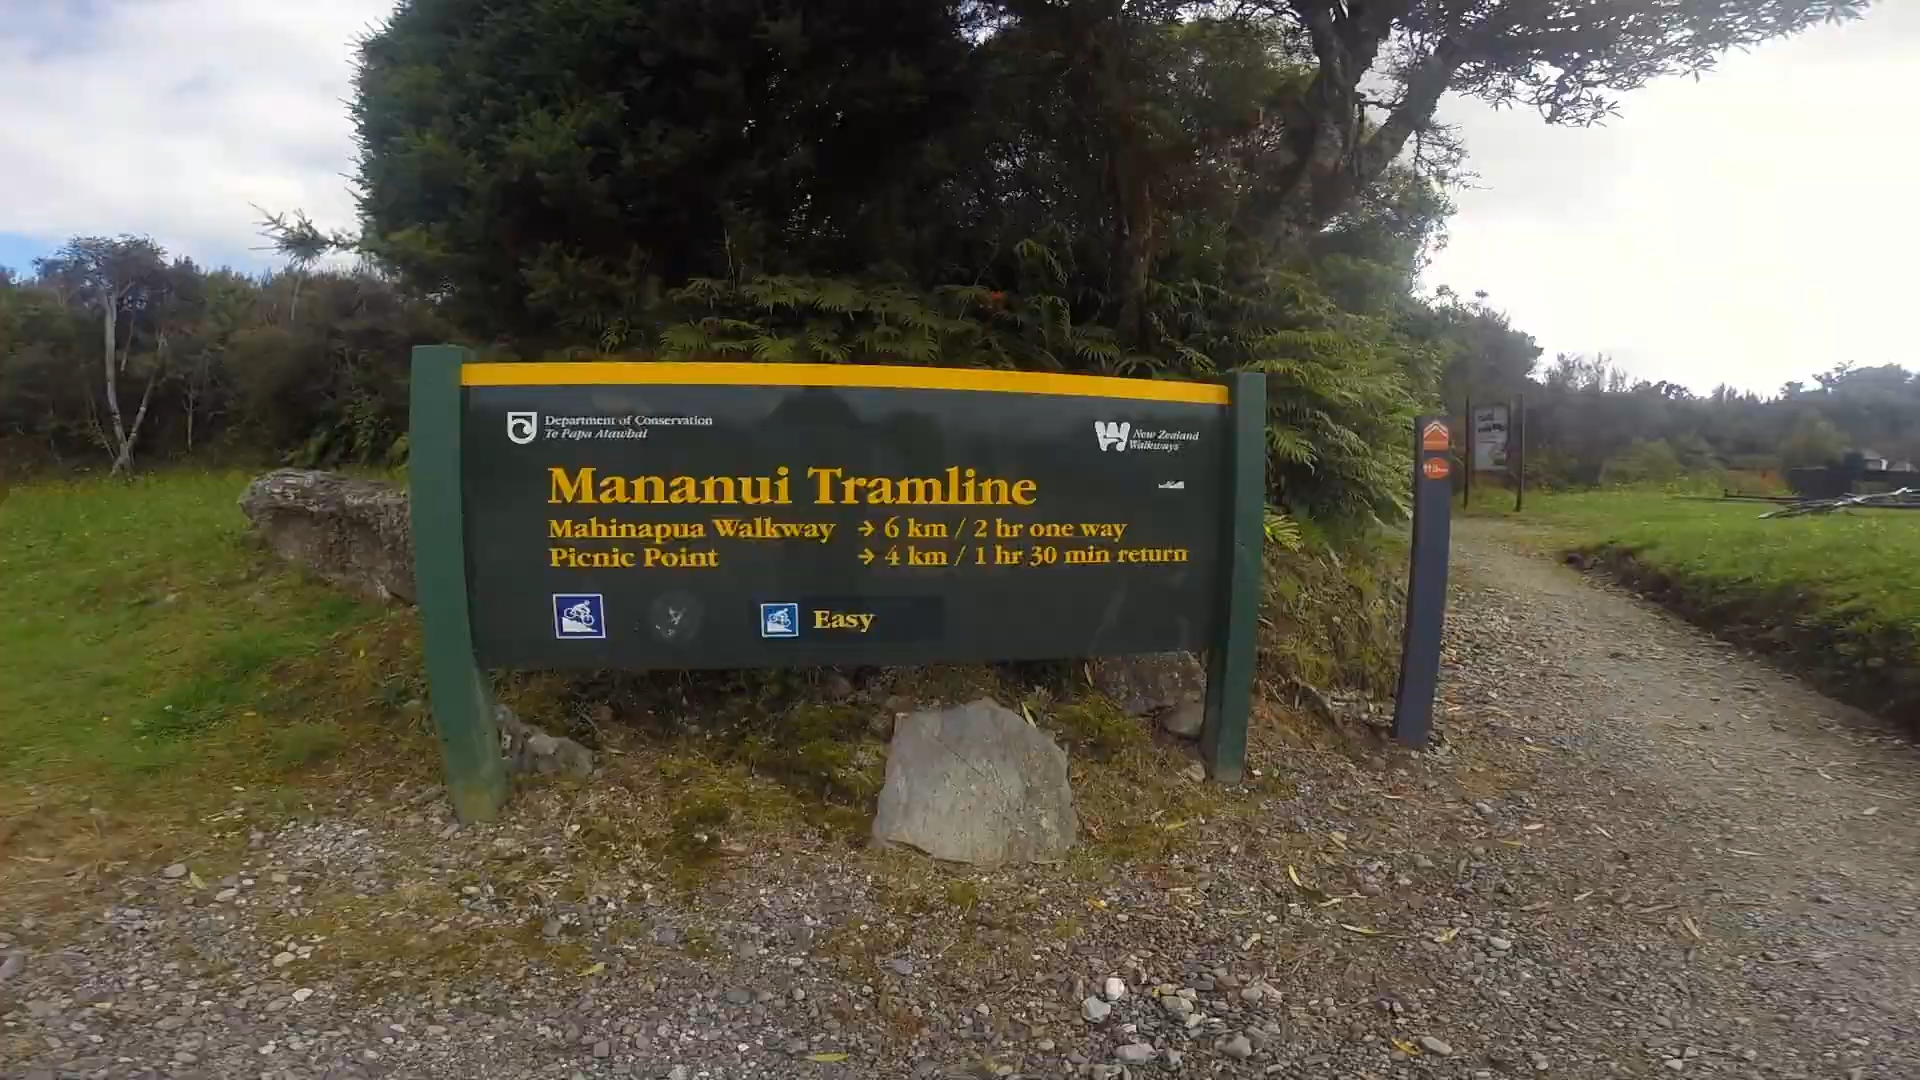 Department of Conservation
Te Papa Atawhai
New Zealand
Walkways
Mananui Tramline
Mahinapua Walkway → 6 km / 2 hr one way
Picnic Point → 4 km / 1 hr 30 min return
Easy